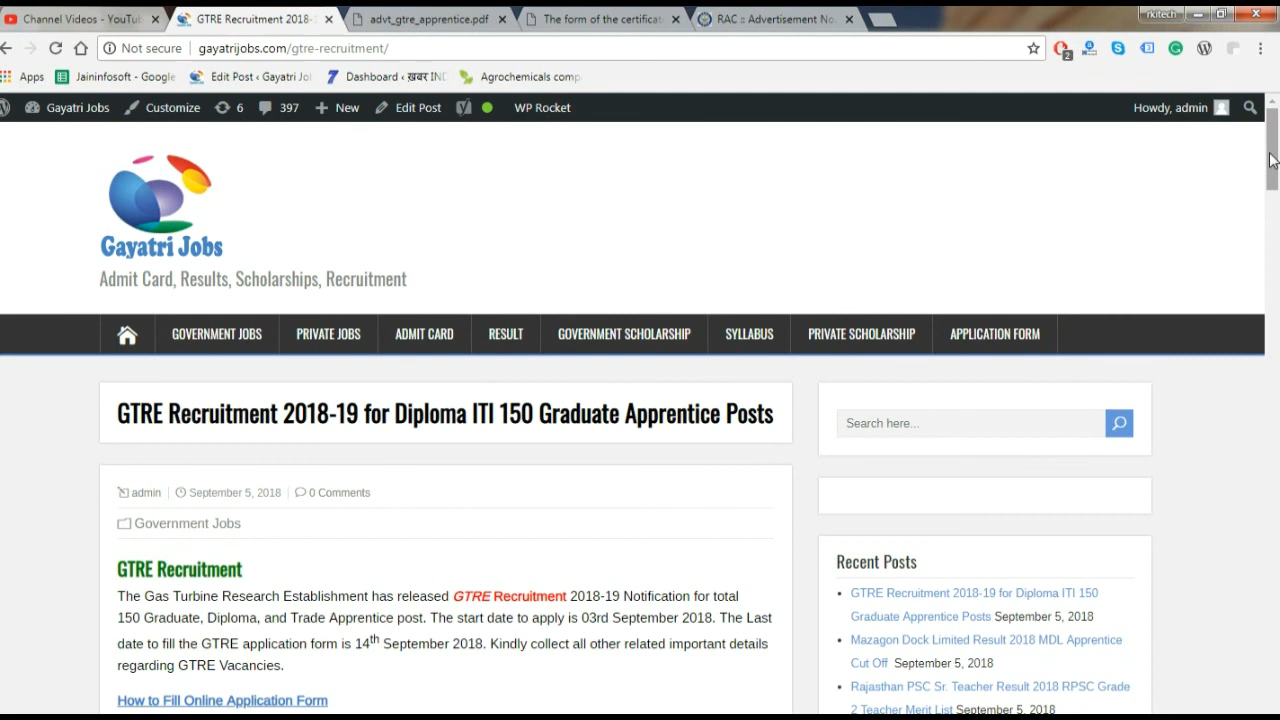 Channel Videos - YouTu
GTRE Recruitment 2018-
advt_gtre_apprentice.pdf
The form of the certificat
RAC :: Advertisement No.
rkitech
Not secure
gayatrijobs.com/gtre-recruitment/
2
Apps
Jaininfosoft - Google
Edit Post ‹ Gayatri Jol
Dashboard ‹ ख़बर IND
Agrochemicals comp
Gayatri Jobs
Customize
6
397
New
Edit Post
WP Rocket
Howdy, admin
Gayatri Jobs
Admit Card, Results, Scholarships, Recruitment
GOVERNMENT JOBS
PRIVATE JOBS
ADMIT CARD
RESULT
GOVERNMENT SCHOLARSHIP
SYLLABUS
PRIVATE SCHOLARSHIP
APPLICATION FORM
GTRE Recruitment 2018-19 for Diploma ITI 150 Graduate Apprentice Posts
admin
September 5, 2018
0 Comments
Government Jobs
GTRE Recruitment
The Gas Turbine Research Establishment has released GTRE Recruitment 2018-19 Notification for total
150 Graduate, Diploma, and Trade Apprentice post. The start date to apply is 03rd September 2018. The Last
date to fill the GTRE application form is 14th September 2018. Kindly collect all other related important details
regarding GTRE Vacancies.
How to Fill Online Application Form
Search here...
Recent Posts
GTRE Recruitment 2018-19 for Diploma ITI 150
Graduate Apprentice Posts September 5, 2018
Mazagon Dock Limited Result 2018 MDL Apprentice
Cut Off September 5, 2018
Rajasthan PSC Sr. Teacher Result 2018 RPSC Grade
2 Teacher Merit List September 5, 2018